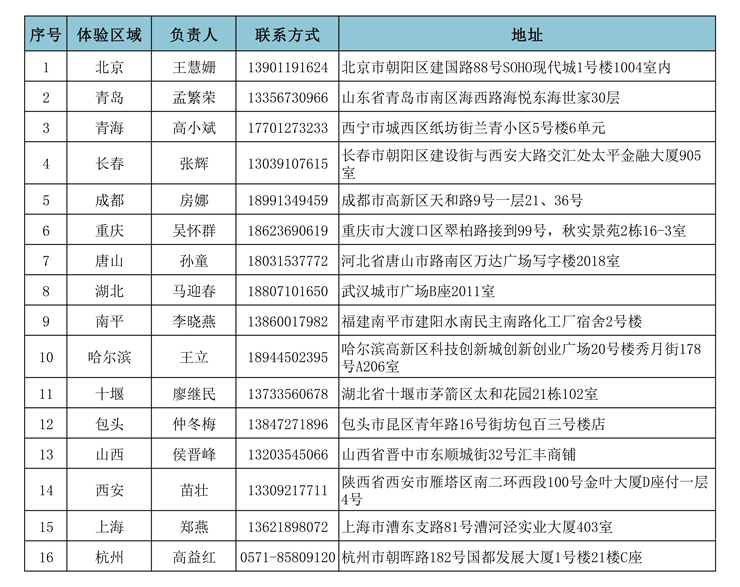 序号 体验区域 负责人 联系方式 地址
1 北京 王慧姗 13901191624 北京市朝阳区建国路88号SOHO现代城1号楼1004室内
2 青岛 孟繁荣 13356730966 山东省青岛市南区海西路海悦东海世家30层
3 青海 高小斌 17701273233 西宁市城西区纸坊街兰青小区5号楼6单元
4 长春 张辉 13039107615 长春市朝阳区建设街与西安大路交汇处太平金融大厦905
室
5 成都 房娜 18991349459 成都市高新区天和路9号一层21、36号
6 重庆 吴怀群 18623690619 重庆市大渡口区翠柏路接到99号，秋实景苑2栋16-3室
7 唐山 孙童 18031537772 河北省唐山市路南区万达广场写字楼2018室
8 湖北 马迎春 18807101650 武汉城市广场B座2011室
9 南平 李晓燕 13860017982 福建南平市建阳水南民主南路化工厂宿舍2号楼
10 哈尔滨 王立 18944502395 哈尔滨高新区科技创新城创新创业广场20号楼秀月街178
号A206室
11 十堰 廖继民 13733560678 湖北省十堰市茅箭区太和花园21栋102室
12 包头 仲冬梅 13847271896 包头市昆区青年路16号街坊包百三号楼店
13 山西 侯晋峰 13203545066 山西省晋中市东顺城街32号汇丰商铺
14 西安 苗壮 13309217711 陕西省西安市雁塔区南二环西段100号金叶大厦D座付一层
4号
15 上海 郑燕 13621898072 上海市漕东支路81号漕河泾实业大厦403室
16 杭州 高益红 0571-85809120 杭州市朝晖路182号国都发展大厦1号楼21楼C座